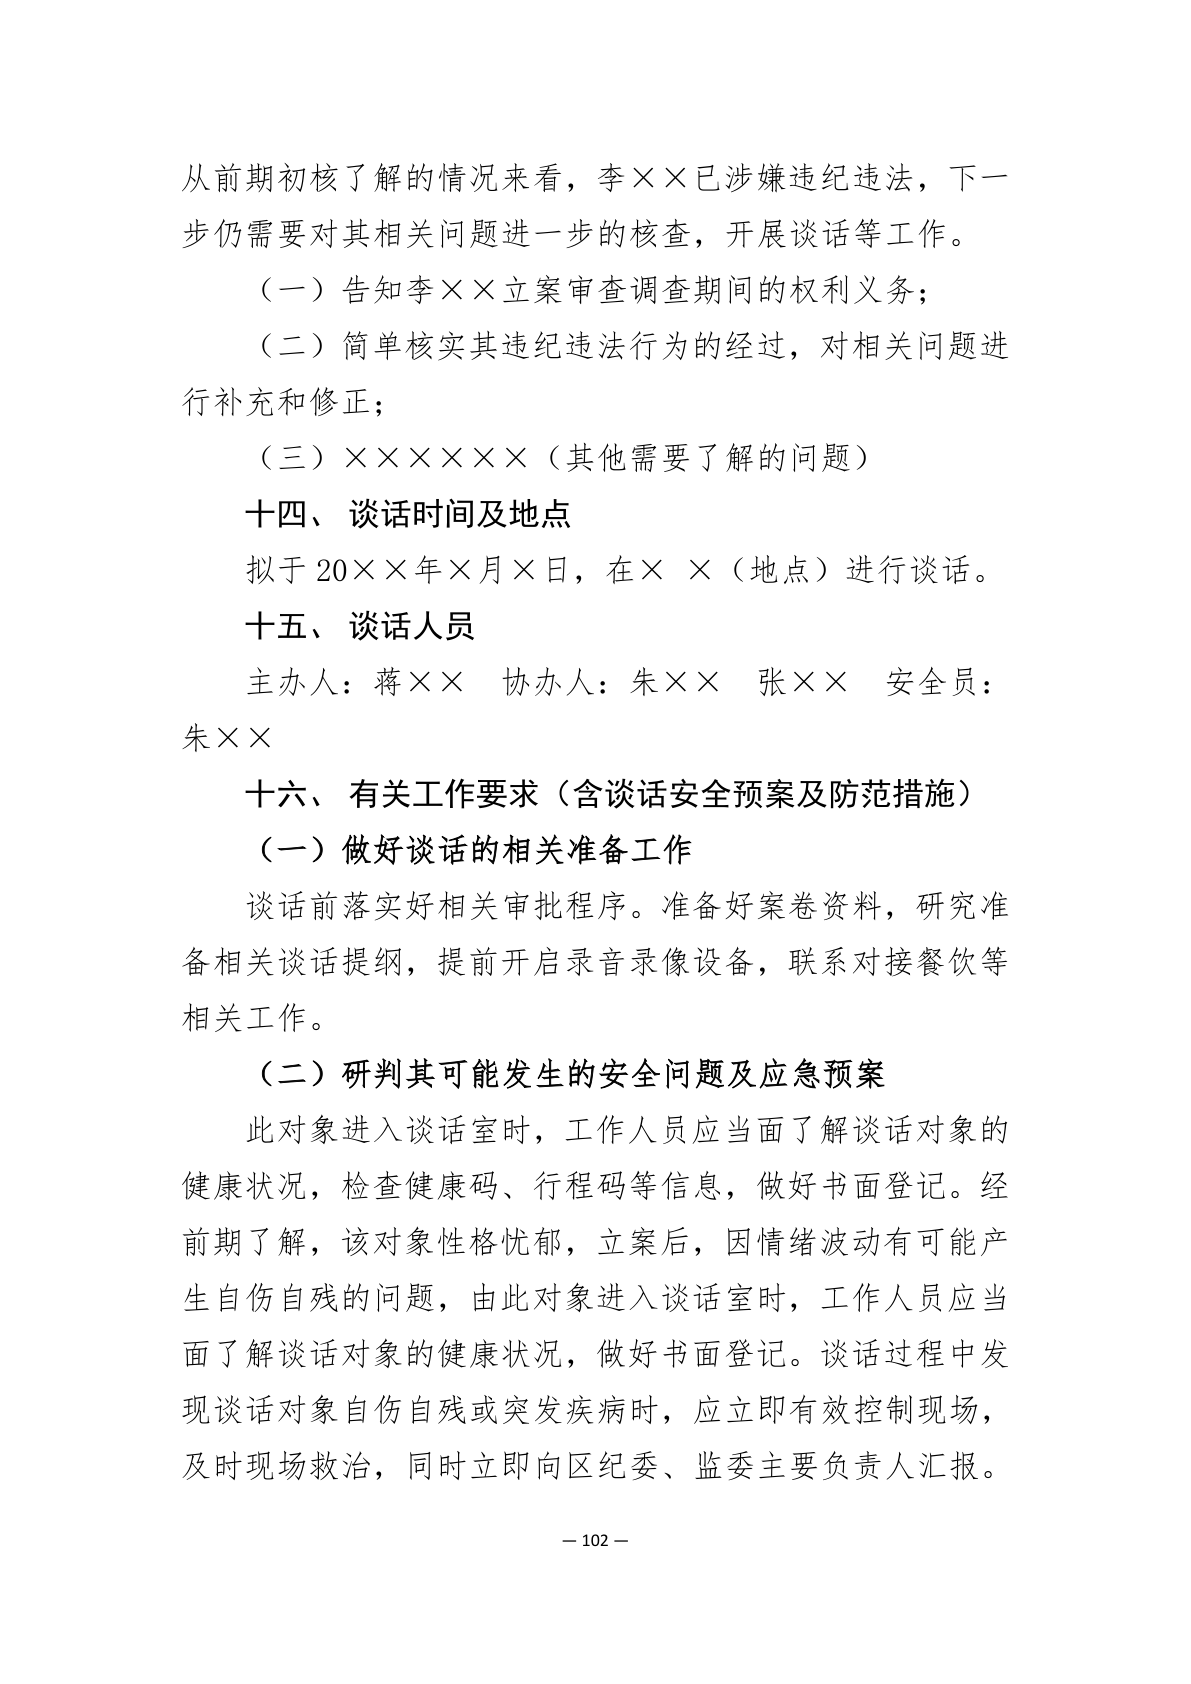 从前期初核了解的情况来看，李××已涉嫌违纪违法，下一
步仍需要对其相关问题进一步的核查，开展谈话等工作。
（一）告知李××立案审查调查期间的权利义务；
（二）简单核实其违纪违法行为的经过，对相关问题进
行补充和修正；
（三）××××××（其他需要了解的问题）
十四、 谈话时间及地点
拟于 20××年×月×日，在× ×（地点）进行谈话。
十五、 谈话人员
主办人：蒋×× 协办人：朱×× 张×× 安全员：
朱××
十六、 有关工作要求（含谈话安全预案及防范措施）
（一）做好谈话的相关准备工作
谈话前落实好相关审批程序。准备好案卷资料，研究准
备相关谈话提纲，提前开启录音录像设备，联系对接餐饮等
相关工作。
（二）研判其可能发生的安全问题及应急预案
此对象进入谈话室时，工作人员应当面了解谈话对象的
健康状况，检查健康码、行程码等信息，做好书面登记。经
前期了解，该对象性格忧郁，立案后，因情绪波动有可能产
生自伤自残的问题，由此对象进入谈话室时，工作人员应当
面了解谈话对象的健康状况，做好书面登记。谈话过程中发
现谈话对象自伤自残或突发疾病时，应立即有效控制现场，
及时现场救治，同时立即向区纪委、监委主要负责人汇报。
— 102 —